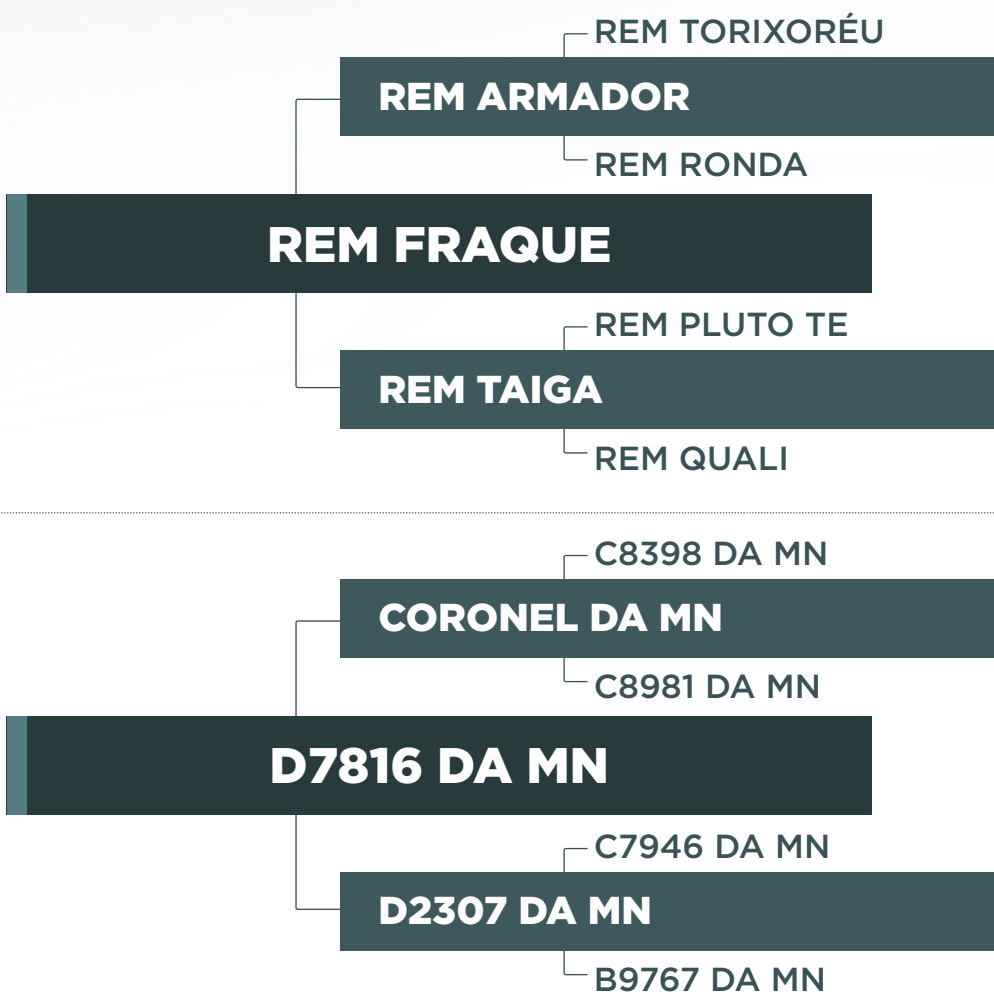 REM TORIXORÉU
REM ARMADOR
REM RONDA
REM FRAQUE
REM PLUTO TE
REM TAIGA
REM QUALI
C8398 DA MN
CORONEL DA MN
C8981 DA MN
D7816 DA MN
C7946 DA MN
D2307 DA MN
B9767 DA MN